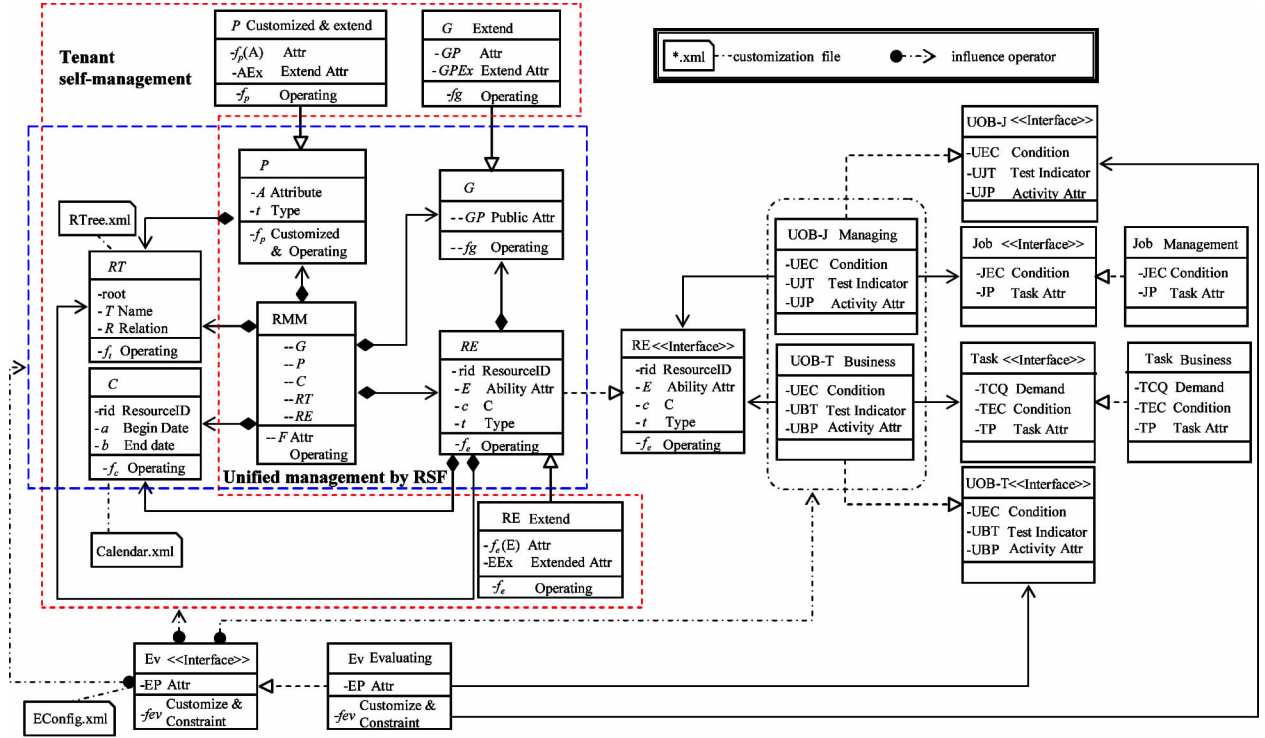 Tenant
self-management
P Customized & extend
-fp(A) Attr
-AEx Extend Attr
-fp Operating
G Extend
-GP Attr
-GPEx Extend Attr
-fg Operating
*.xml customization file
influence operator
P
-A Attribute
-t Type
-fp Customized
& Operating
G
--GP Public Attr
--fg Operating
RTree.xml
RT
-root
-T Name
-R Relation
-ft Operating
RMM
--G
--P
--C
--RT
--RE
--F Attr
Operating
C
-rid ResourceID
-a Begin Date
-b End date
-fc Operating
Calendar.xml
RE
-rid ResourceID
-E Ability Attr
-c C
-t Type
-fe Operating
Unified management by RSF
RE Extend
-fe(E) Attr
-EEx Extended Attr
-fe Operating
RE <<Interface>>
-rid ResourceID
-E Ability Attr
-c C
-t Type
-fe Operating
UOB-J Managing
-UEC Condition
-UJT Test Indicator
-UJP Activity Attr
UOB-T Business
-UEC Condition
-UBT Test Indicator
-UBP Activity Attr
UOB-J <<Interface>>
-UEC Condition
-UJT Test Indicator
-UJP Activity Attr
Job <<Interface>>
-JEC Condition
-JP Task Attr
Job Management
-JEC Condition
-JP Task Attr
Task <<Interface>>
-TCQ Demand
-TEC Condition
-TP Task Attr
Task Business
-TCQ Demand
-TEC Condition
-TP Task Attr
UOB-T<<Interface>>
-UEC Condition
-UBT Test Indicator
-UBP Activity Attr
Ev <<Interface>>
-EP Attr
-fev Customize &
Constraint
EConfig.xml
Ev Evaluating
-EP Attr
-fev Customize &
Constraint